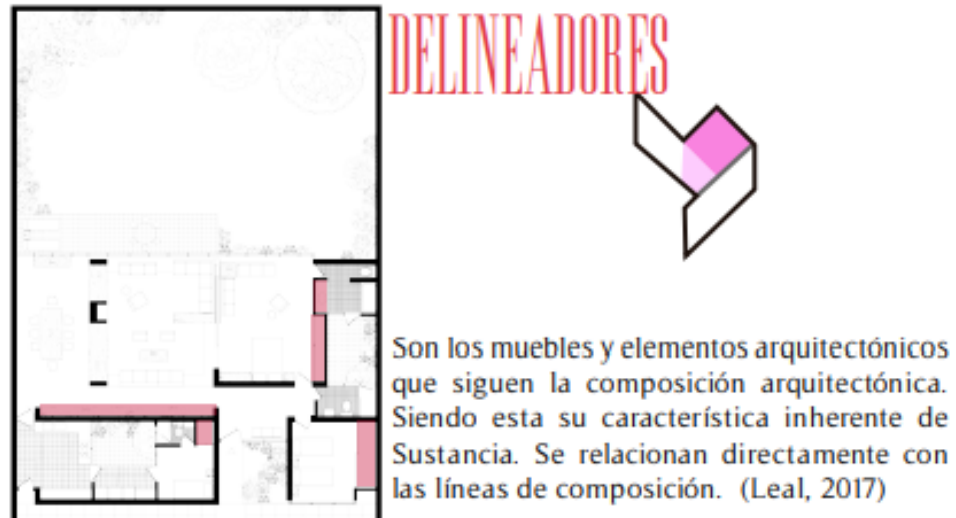 DELINEADORES
Son los muebles y elementos arquitectónicos
que siguen la composición arquitectónica.
Siendo esta su característica inherente de
Sustancia. Se relacionan directamente con
las líneas de composición. (Leal, 2017)